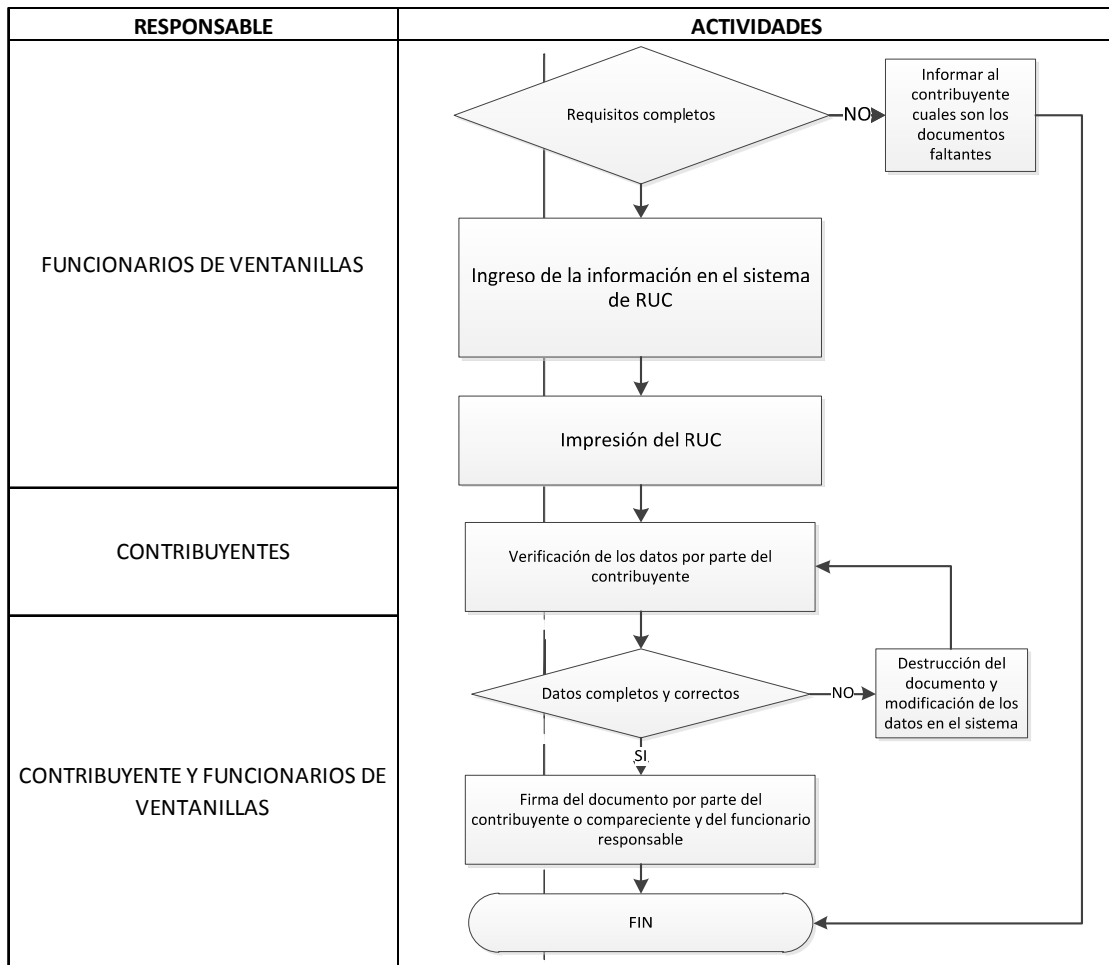 RESPONSABLE
ACTIVIDADES
FUNCIONARIOS DE VENTANILLAS
Requisitos completos
NO
Informar al
contribuyente
cuales son los
documentos
faltantes
Ingreso de la información en el sistema
de RUC
Impresión del RUC
CONTRIBUYENTES
Verificación de los datos por parte del
contribuyente
CONTRIBUYENTE Y FUNCIONARIOS DE
VENTANILLAS
Datos completos y correctos
NO
Destrucción del
documento y
modificación de los
datos en el sistema
SI
Firma del documento por parte del
contribuyente o compareciente y del funcionario
responsable
FIN